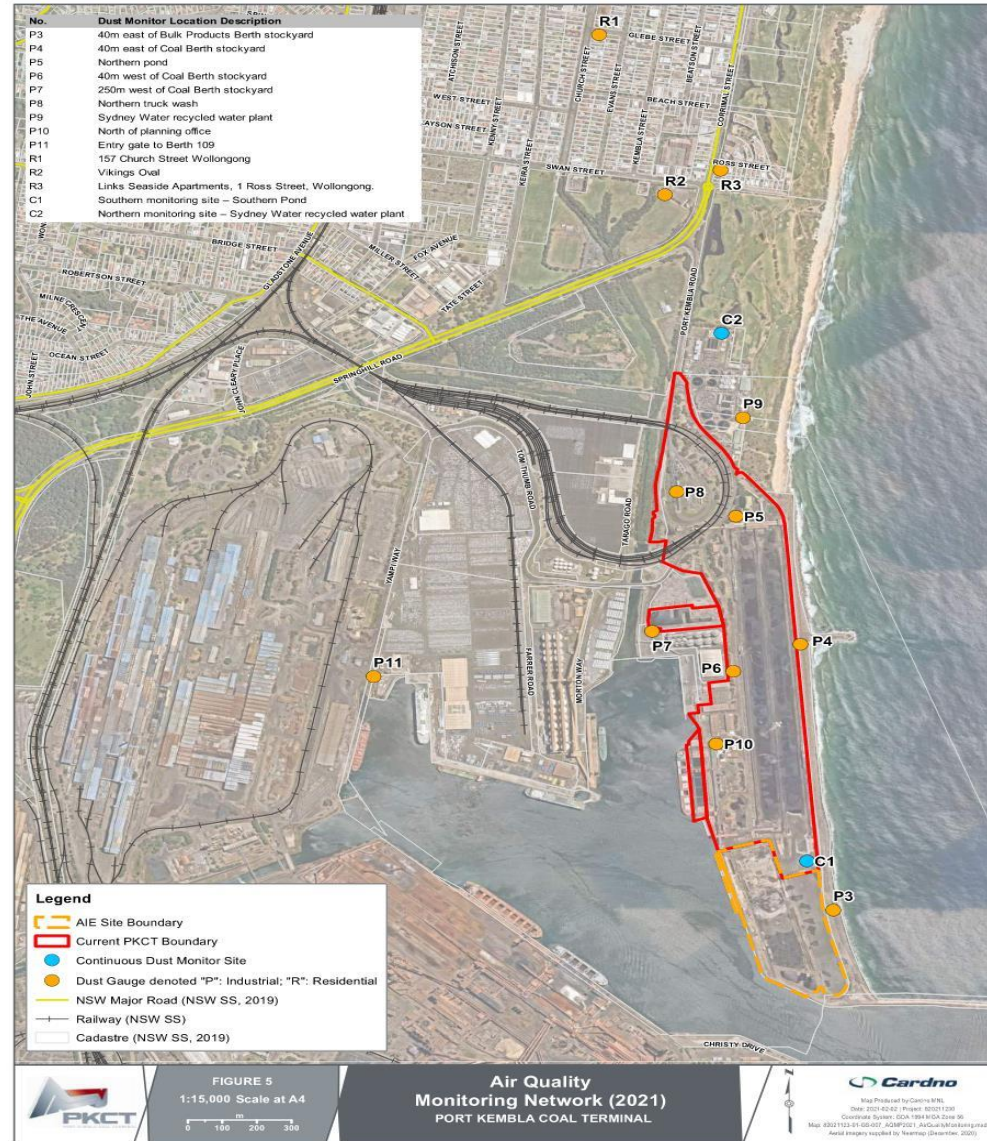 No. Dust Monitor Location Description
P3 40m east of Bulk Products Berth stockyard
P4 40m east of Coal Berth stockyard
P5 Northern pond
P6 40m west of Coal Berth stockyard
P7 250m west of Coal Berth stockyard
P8 Northern truck wash
P9 Sydney Water recycled water plant
P10 North of planning office
P11 Entry gate to Berth 109
R1 157 Church Street Wollongong
R2 Vikings Oval
R3 Links Seaside Apartments, 1 Ross Street, Wollongong.
C1 Southern monitoring site – Southern Pond
C2 Northern monitoring site – Sydney Water recycled water plant
R1
GLEBE STREET
ATCHISON STREET
CHURCH STREET
EVANS STREET
BEATSON STREET
CORRIMAL STREET
WEST STREET
BEACH STREET
KENNY STREET
KEMBLA STREET
KEIRA STREET
SWAN STREET
ROSS STREET
R2
R3
BRIDGE STREET
GLADSTONE AVENUE
MILLER STREET
FOX AVENUE
ROBERTSON STREET
TATE STREET
PORT KEMBLA ROAD
MILNE CRESCENT
THE AVENUE
OCEAN STREET
JOHN STREET
JOHN CLEARY PLACE
SPRINGHILL ROAD
C2
P9
TOM THUMB ROAD
TARAGO ROAD
P8
P5
YAMPI WAY
P7
P4
P6
P11
FARRER ROAD
MORTON WAY
P10
C1
P3
CHRISTY DRIVE
Legend
AIE Site Boundary
Current PKCT Boundary
Continuous Dust Monitor Site
Dust Gauge denoted "P": Industrial; "R": Residential
NSW Major Road (NSW SS, 2019)
Railway (NSW SS)
Cadastre (NSW SS, 2019)
PKCT
FIGURE 5
1:15,000 Scale at A4
m
0 100 200 300
Air Quality
Monitoring Network (2021)
PORT KEMBLA COAL TERMINAL
Cardno
Map Produced by Cardno
Aerial imagery supplied by Nearmap (December, 2020)